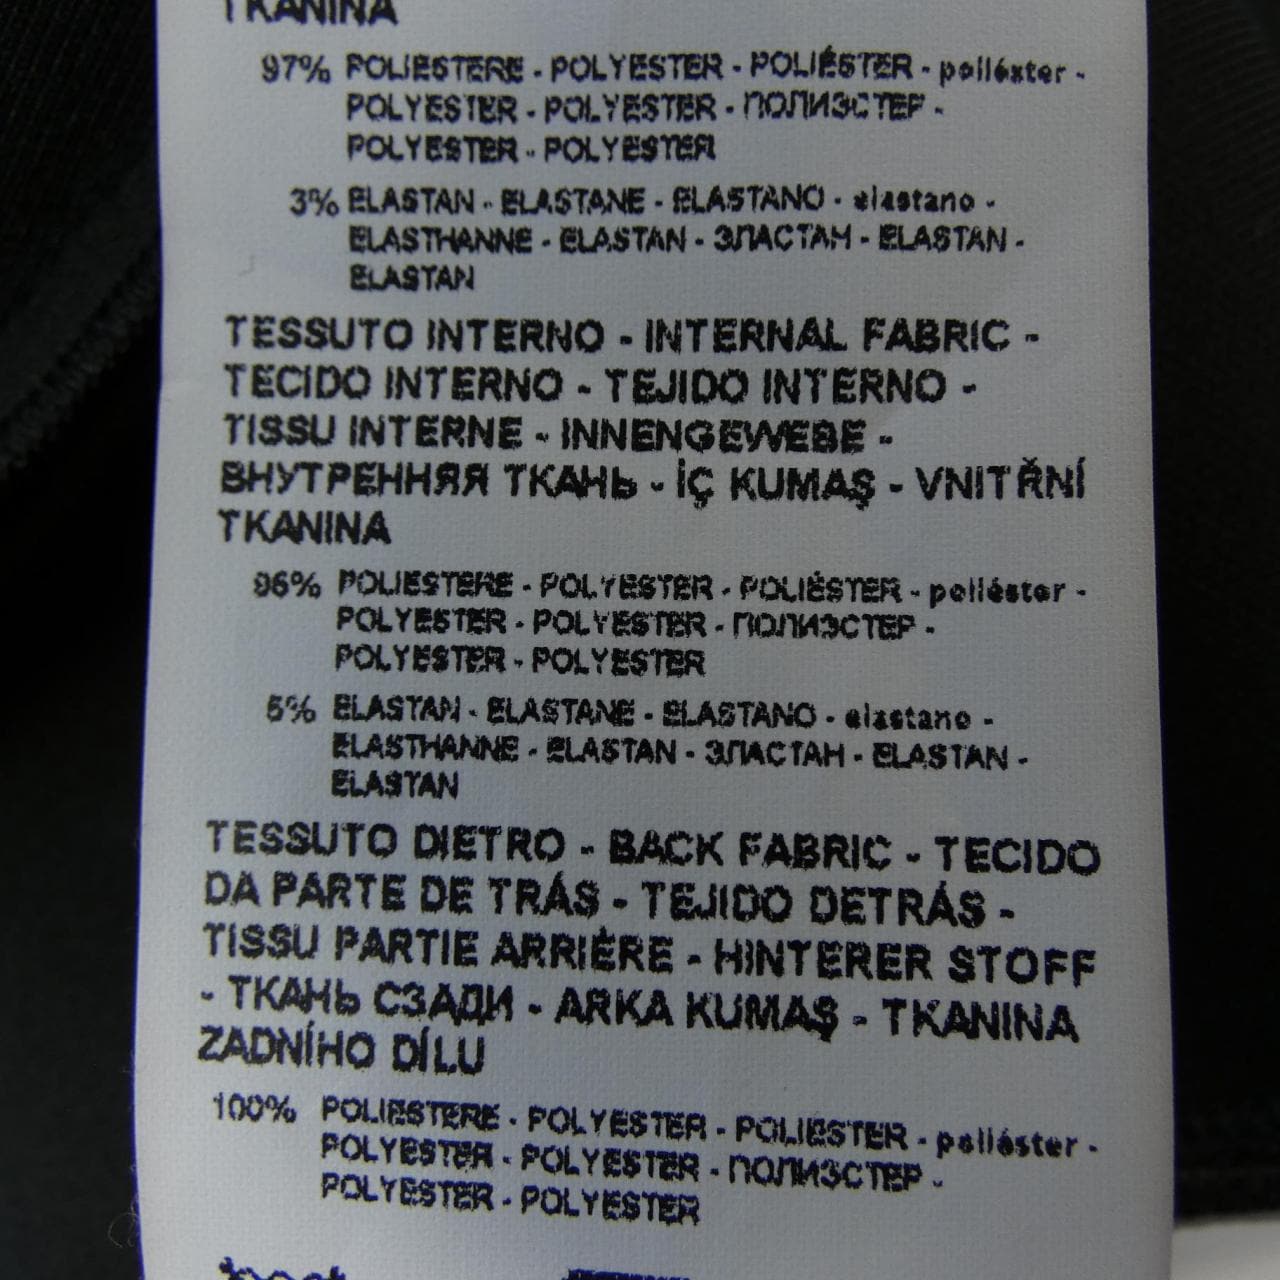 TKANINA
97% POLIESTERE - POLYESTER - POLIÉSTER - poliéster -
POLYESTER - POLYESTER - ПОЛИЭСТЕР -
POLYESTER - POLYESTER
3% ELASTAN - ELASTANE - ELASTANO - elastano -
ELASTHANNE - ELASTAN - ЭЛАСТАН - ELASTAN -
ELASTAN
TESSUTO INTERNO - INTERNAL FABRIC -
TECIDO INTERNO - TEJIDO INTERNO -
TISSU INTERNE - INNENGEWEBE -
ВНУТРЕННЯЯ ТКАНЬ - İÇ KUMAŞ - VNITŘNÍ
TKANINA
95% POLIESTERE - POLYESTER - POLIÉSTER - poliéster -
POLYESTER - POLYESTER - ПОЛИЭСТЕР -
POLYESTER - POLYESTER
5% ELASTAN - ELASTANE - ELASTANO - elastano -
ELASTHANNE - ELASTAN - ЭЛАСТАН - ELASTAN -
ELASTAN
TESSUTO DIETRO - BACK FABRIC - TECIDO
DA PARTE DE TRÁS - TEJIDO DETRÁS -
TISSU PARTIE ARRIÈRE - HINTERER STOFF
- ТКАНЬ СЗАДИ - ARKA KUMAŞ - TKANINA
ZADNÍHO DÍLU
100% POLIESTERE - POLYESTER - POLIÉSTER - poliéster -
POLYESTER - POLYESTER - ПОЛИЭСТЕР -
POLYESTER - POLYESTER